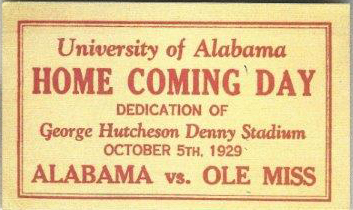 University of Alabama
HOME COMING DAY
DEDICATION OF
George Hutcheson Denny Stadium
OCTOBER 5TH, 1929
ALABAMA vs. OLE MISS